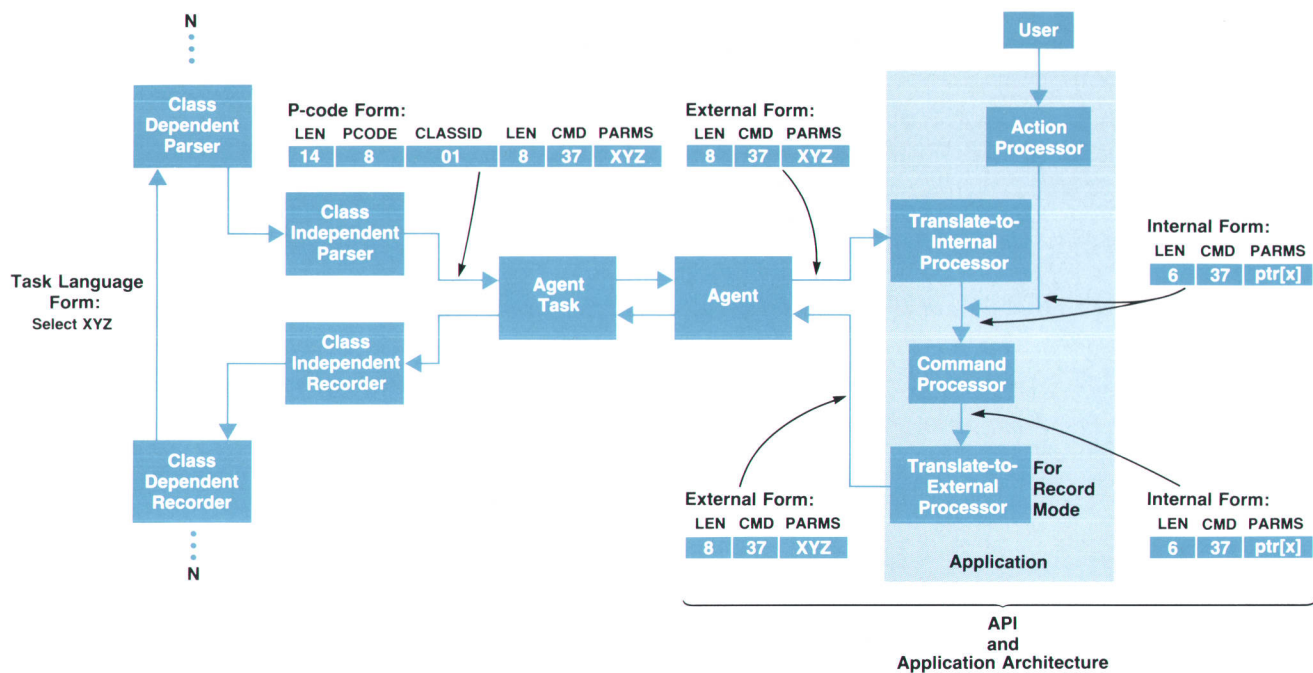 N
Class
Dependent
Parser
P-code Form:
LEN PCODE CLASSID LEN CMD PARMS
14 8 01 8 37 XYZ
External Form:
LEN CMD PARMS
8 37 XYZ
User
Action
Processor
Class
Independent
Parser
Translate-to-
Internal
Processor
Internal Form:
LEN CMD PARMS
6 37 ptr[x]
Task Language
Form:
Select XYZ
Agent
Task
Agent
Class
Independent
Recorder
Command
Processor
Class
Dependent
Recorder
N
Translate-to-
External
Processor
For
Record
Mode
External Form:
LEN CMD PARMS
8 37 XYZ
Internal Form:
LEN CMD PARMS
6 37 ptr[x]
Application
API
and
Application Architecture